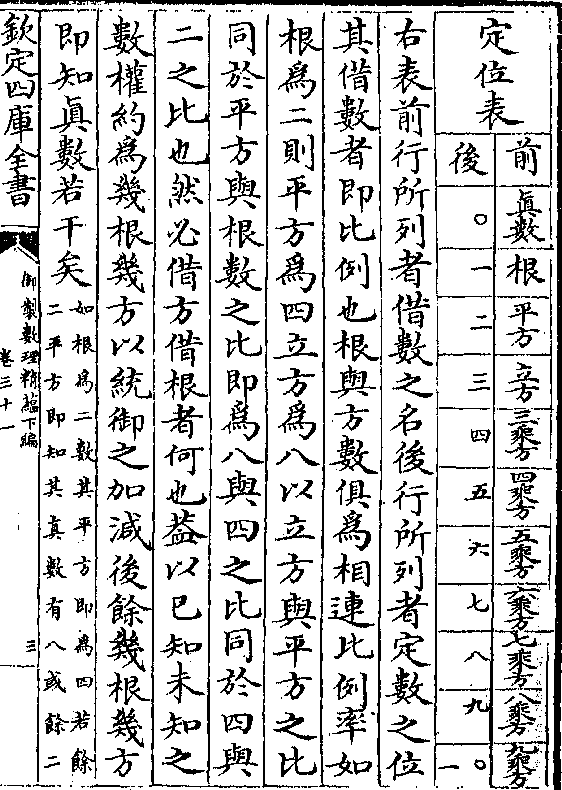 定位表
前 眞數 根 平方 立方 三乘方 四乘方 五乘方 六乘方 七乘方 八乘方 九乘方
後 〇 一 二 三 四 五 六 七 八 九 一〇
右表前行所列者借數之名後行所列者定數之位
其借數者即比例也根與方數俱爲相連比例率如
根爲二則平方爲四立方爲八以立方與平方之比
同於平方與根數之比即爲八與四之比同於四與
二之比也然必借方借根者何也葢以已知未知之
數權約爲幾根幾方以統御之加減後餘幾根幾方
即知眞數若干矣如根爲二數其平方即爲四若餘
二平方即知其真數有八或餘二
欽定四庫全書
御製數理精蘊下編
卷三十一
三